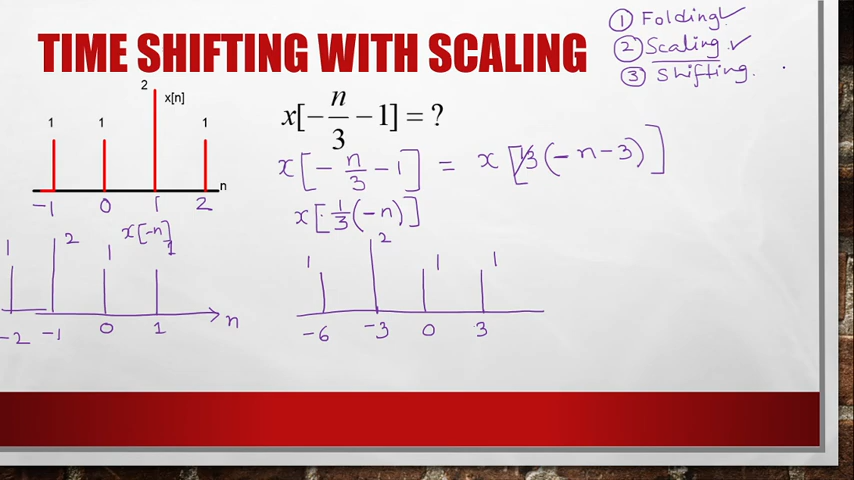 ① Folding ✓
② Scaling ✓
③ Shifting.
TIME SHIFTING WITH SCALING
2
x[n]
1 1 1
n
-1 0 1 2
x[-n/3 - 1] = ?
x[-n/3 - 1] = x[1/3(-n-3)]
x[1/3(-n)]
x[-n]
1 2 1 1
-2 -1 0 1 n
1 2 1 1
-6 -3 0 3